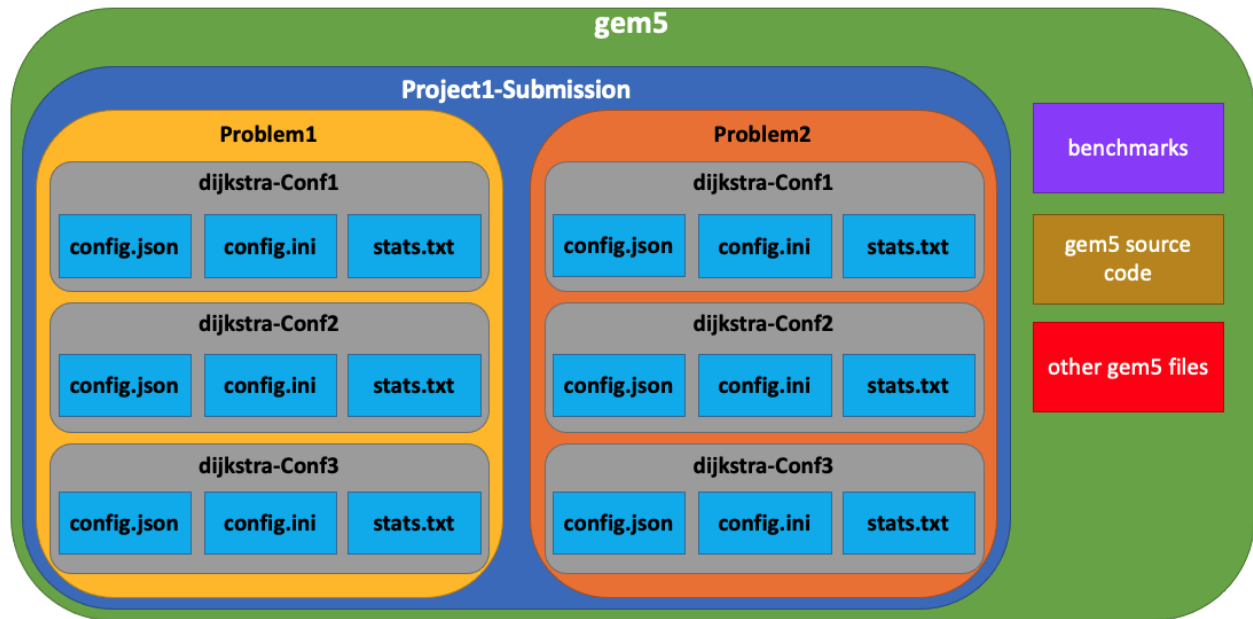 gem5
Project1-Submission
Problem1
dijkstra-Conf1
config.json
config.ini
stats.txt
dijkstra-Conf2
config.json
config.ini
stats.txt
dijkstra-Conf3
config.json
config.ini
stats.txt
Problem2
dijkstra-Conf1
config.json
config.ini
stats.txt
dijkstra-Conf2
config.json
config.ini
stats.txt
dijkstra-Conf3
config.json
config.ini
stats.txt
benchmarks
gem5 source
code
other gem5 files